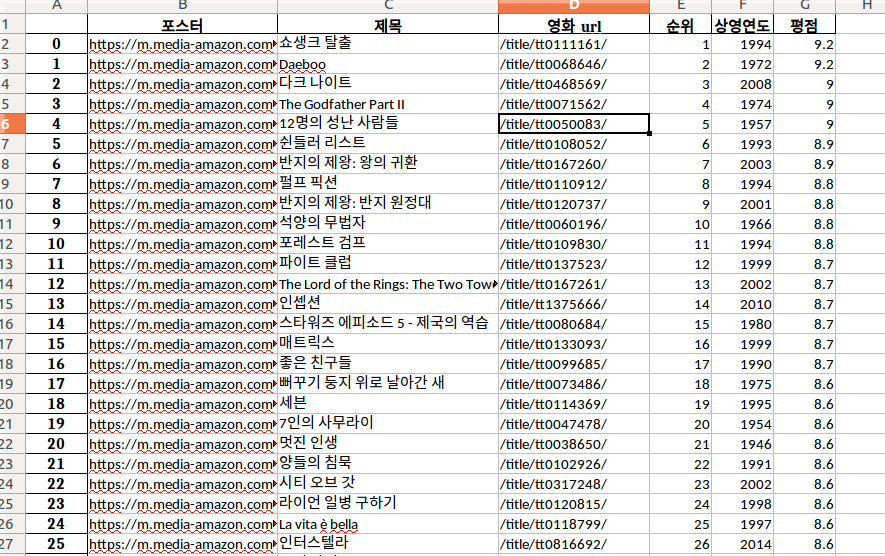 A B C D E F G H
1 포스터 제목 영화 url 순위 상영연도 평점
2 0 https://m.media-amazon.com 쇼생크 탈출 /title/tt0111161/ 1 1994 9.2
3 1 https://m.media-amazon.com Daeboo /title/tt0068646/ 2 1972 9.2
4 2 https://m.media-amazon.com 다크 나이트 /title/tt0468569/ 3 2008 9
5 3 https://m.media-amazon.com The Godfather Part II /title/tt0071562/ 4 1974 9
6 4 https://m.media-amazon.com 12명의 성난 사람들 /title/tt0050083/ 5 1957 9
7 5 https://m.media-amazon.com 쉰들러 리스트 /title/tt0108052/ 6 1993 8.9
8 6 https://m.media-amazon.com 반지의 제왕: 왕의 귀환 /title/tt0167260/ 7 2003 8.9
9 7 https://m.media-amazon.com 펄프 픽션 /title/tt0110912/ 8 1994 8.8
10 8 https://m.media-amazon.com 반지의 제왕: 반지 원정대 /title/tt0120737/ 9 2001 8.8
11 9 https://m.media-amazon.com 석양의 무법자 /title/tt0060196/ 10 1966 8.8
12 10 https://m.media-amazon.com 포레스트 검프 /title/tt0109830/ 11 1994 8.8
13 11 https://m.media-amazon.com 파이트 클럽 /title/tt0137523/ 12 1999 8.7
14 12 https://m.media-amazon.com The Lord of the Rings: The Two Tow /title/tt0167261/ 13 2002 8.7
15 13 https://m.media-amazon.com 인셉션 /title/tt1375666/ 14 2010 8.7
16 14 https://m.media-amazon.com 스타워즈 에피소드 5 - 제국의 역습 /title/tt0080684/ 15 1980 8.7
17 15 https://m.media-amazon.com 매트릭스 /title/tt0133093/ 16 1999 8.7
18 16 https://m.media-amazon.com 좋은 친구들 /title/tt0099685/ 17 1990 8.7
19 17 https://m.media-amazon.com 뻐꾸기 둥지 위로 날아간 새 /title/tt0073486/ 18 1975 8.6
20 18 https://m.media-amazon.com 세븐 /title/tt0114369/ 19 1995 8.6
21 19 https://m.media-amazon.com 7인의 사무라이 /title/tt0047478/ 20 1954 8.6
22 20 https://m.media-amazon.com 멋진 인생 /title/tt0038650/ 21 1946 8.6
23 21 https://m.media-amazon.com 양들의 침묵 /title/tt0102926/ 22 1991 8.6
24 22 https://m.media-amazon.com 시티 오브 갓 /title/tt0317248/ 23 2002 8.6
25 23 https://m.media-amazon.com 라이언 일병 구하기 /title/tt0120815/ 24 1998 8.6
26 24 https://m.media-amazon.com La vita è bella /title/tt0118799/ 25 1997 8.6
27 25 https://m.media-amazon.com 인터스텔라 /title/tt0816692/ 26 2014 8.6